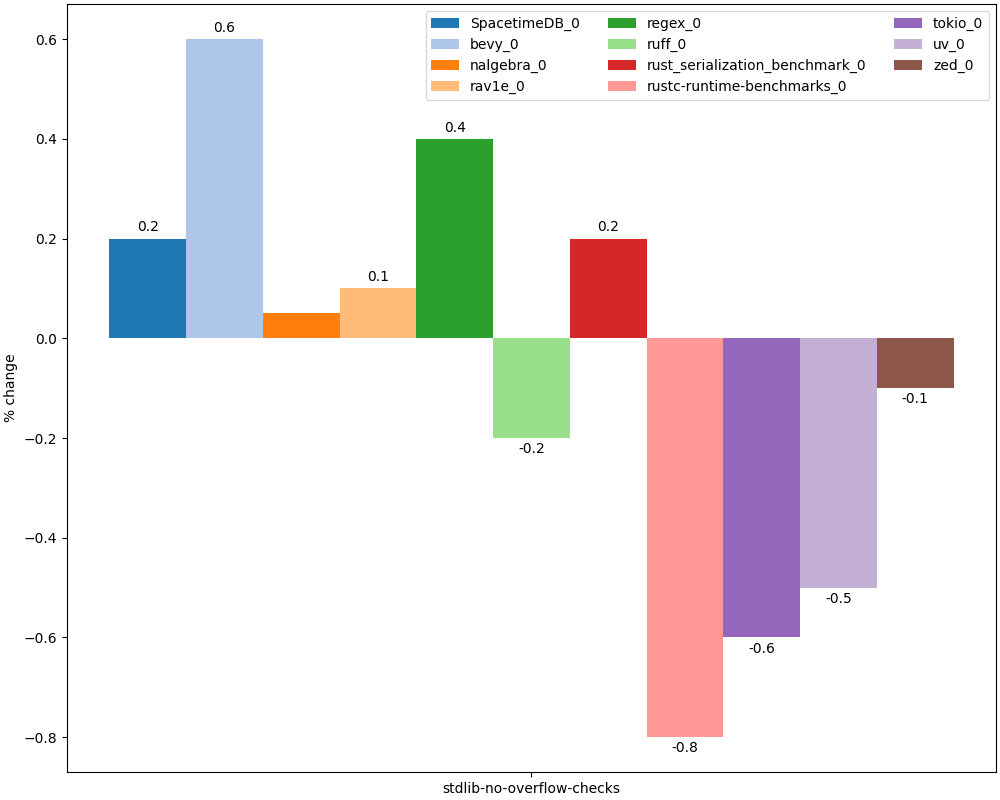 SpacetimeDB_0
bevy_0
nalgebra_0
rav1e_0
regex_0
ruff_0
rust_serialization_benchmark_0
rustc-runtime-benchmarks_0
tokio_0
uv_0
zed_0
% change
0.6
0.4
0.2
0.0
−0.2
−0.4
−0.6
−0.8
0.2
0.6
0.1
0.4
-0.2
0.2
-0.8
-0.6
-0.5
-0.1
stdlib-no-overflow-checks